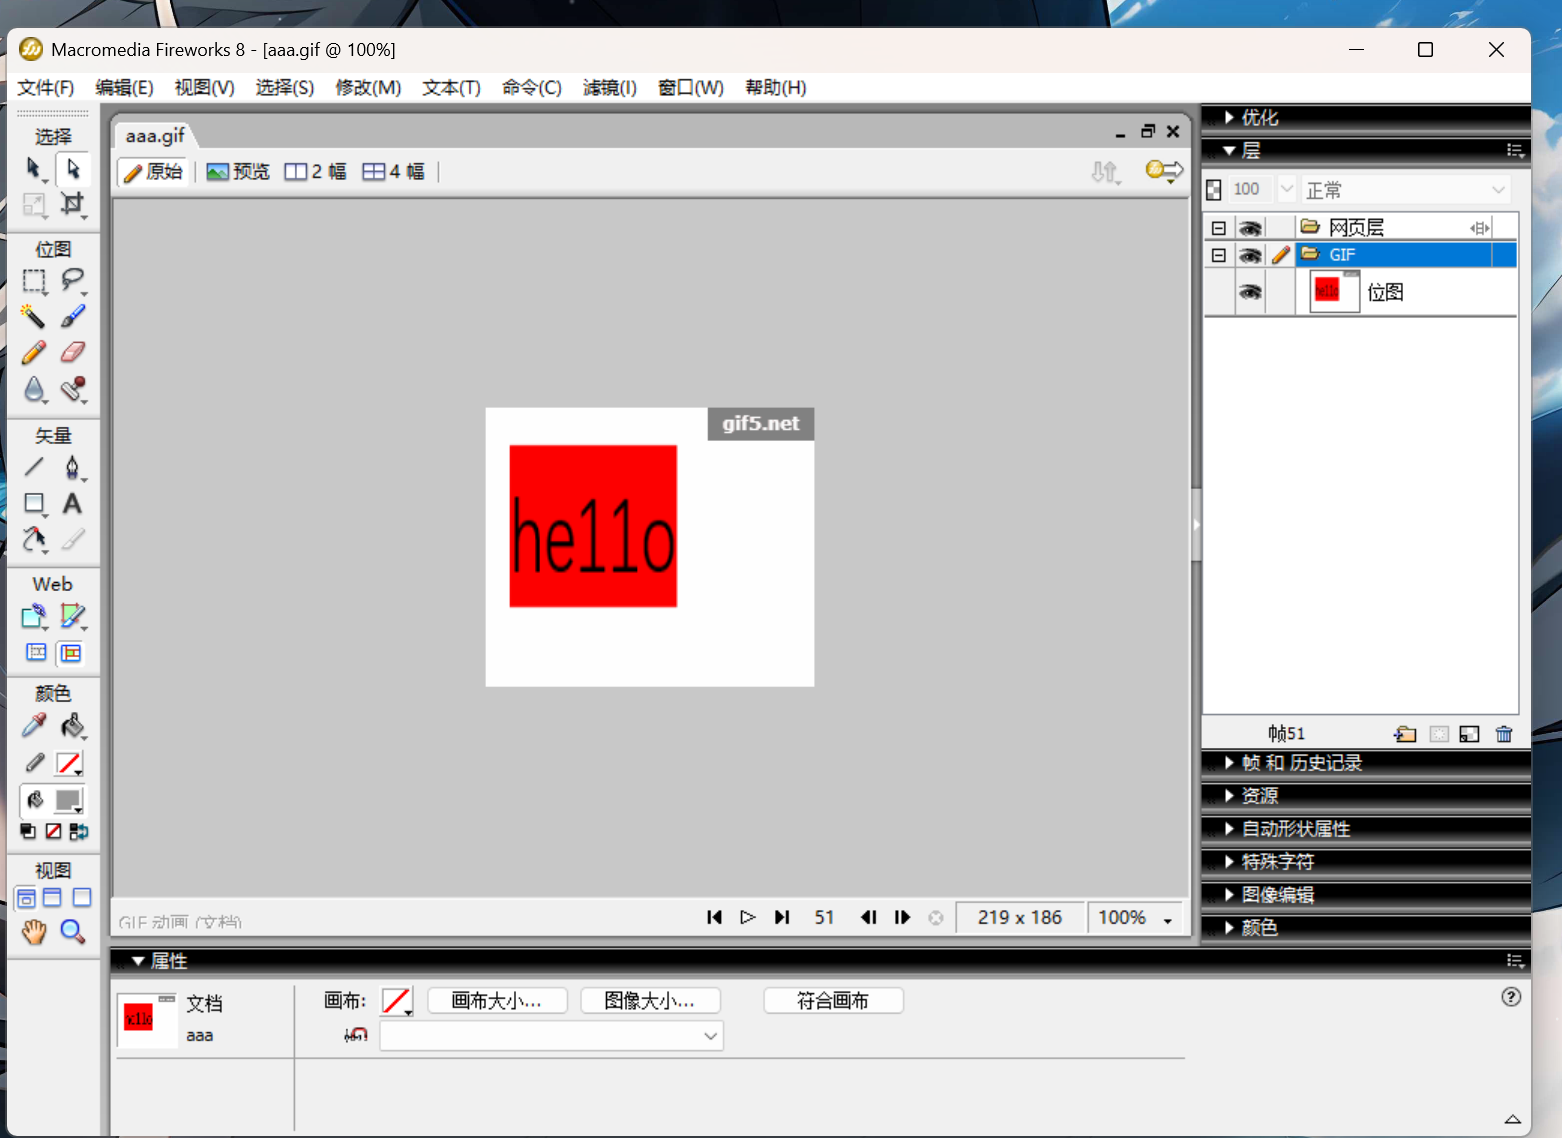 Macromedia Fireworks 8 - [aaa.gif @ 100%]
文件(F) 编辑(E) 视图(V) 选择(S) 修改(M) 文本(T) 命令(C) 滤镜(I) 窗口(W) 帮助(H)
选择
位图
矢量
Web
颜色
视图
aaa.gif
原始 预览 2 幅 4 幅
gif5.net
he11o
GIF 动画 (文档)
51
219 x 186
100%
优化
层
100 正常
网页层
GIF
he11o
位图
帧51
帧 和 历史记录
资源
自动形状属性
特殊字符
图像编辑
颜色
属性
he11o
文档
aaa
画布: 画布大小... 图像大小... 符合画布